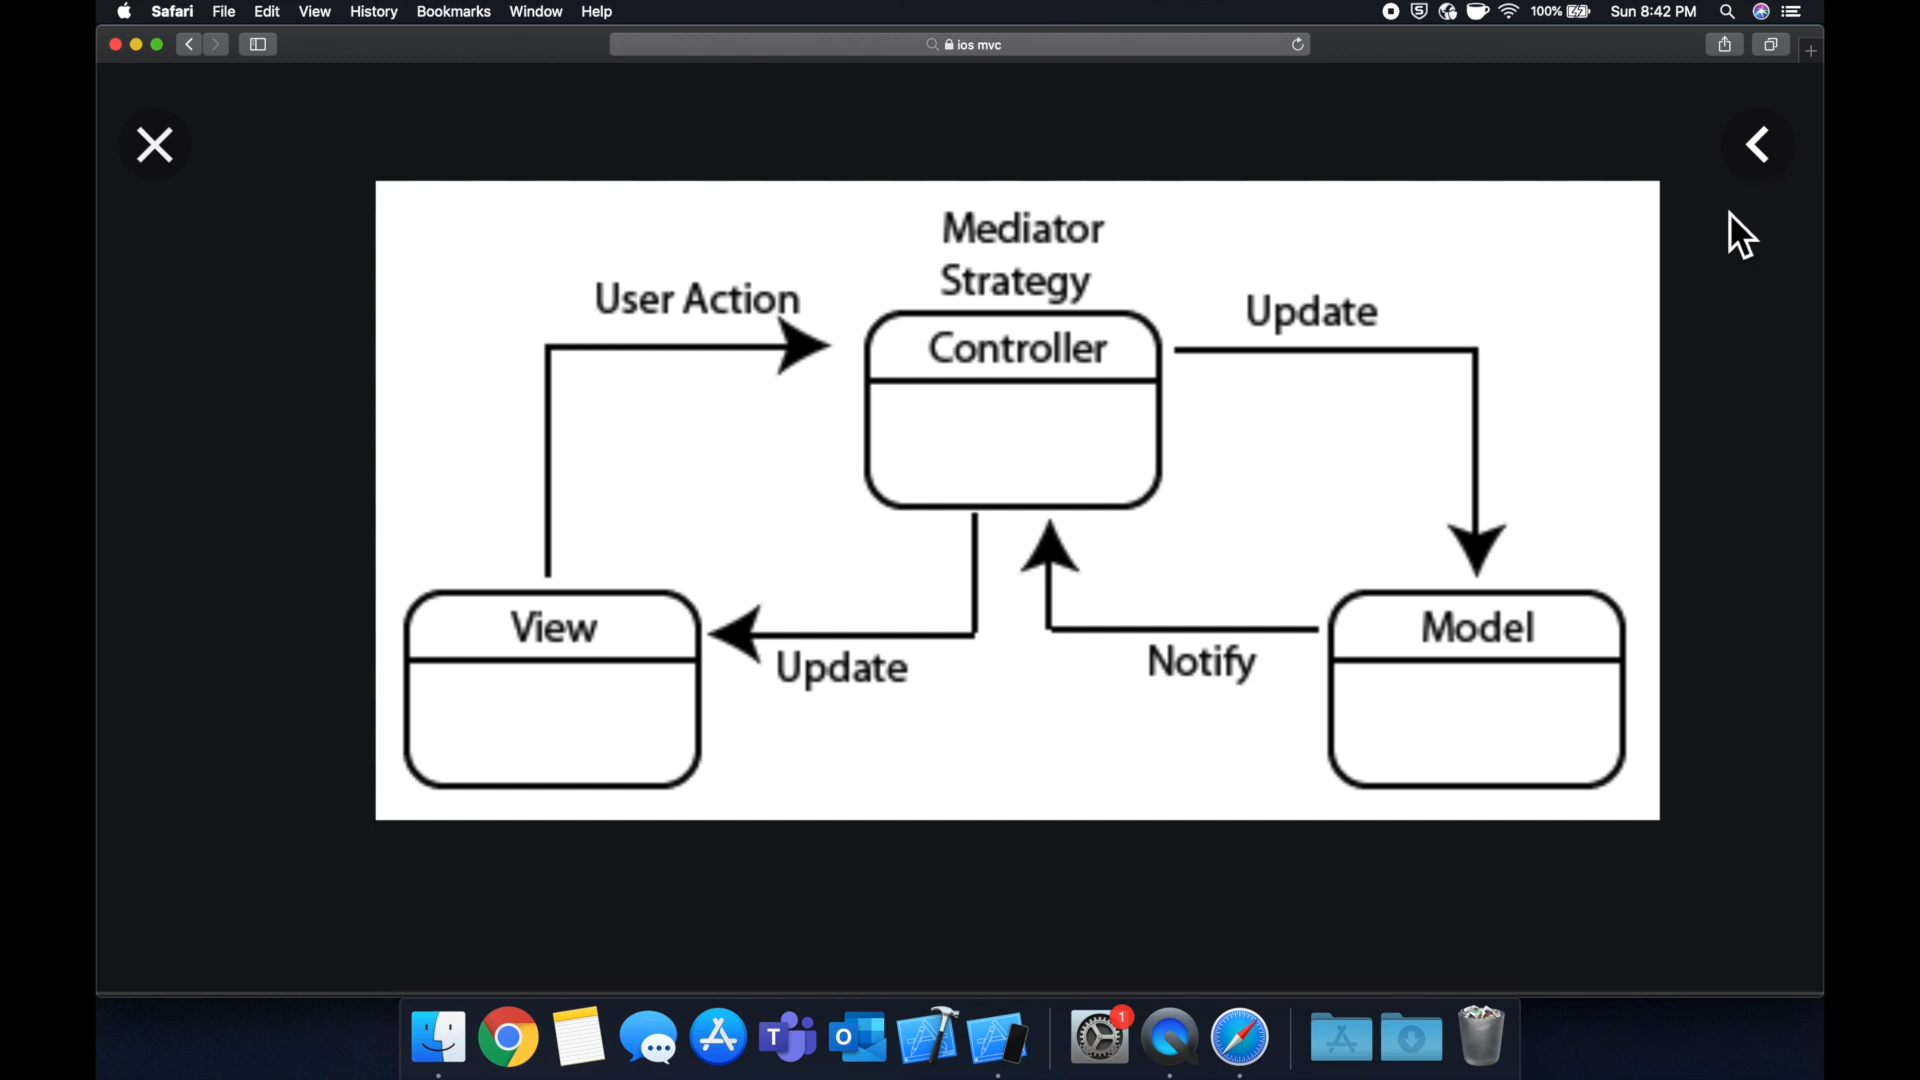 Safari File Edit View History Bookmarks Window Help
100% Sun 8:42 PM
ios mvc
Mediator
Strategy
User Action
Update
Controller
View
Model
Update
Notify
1
T
O